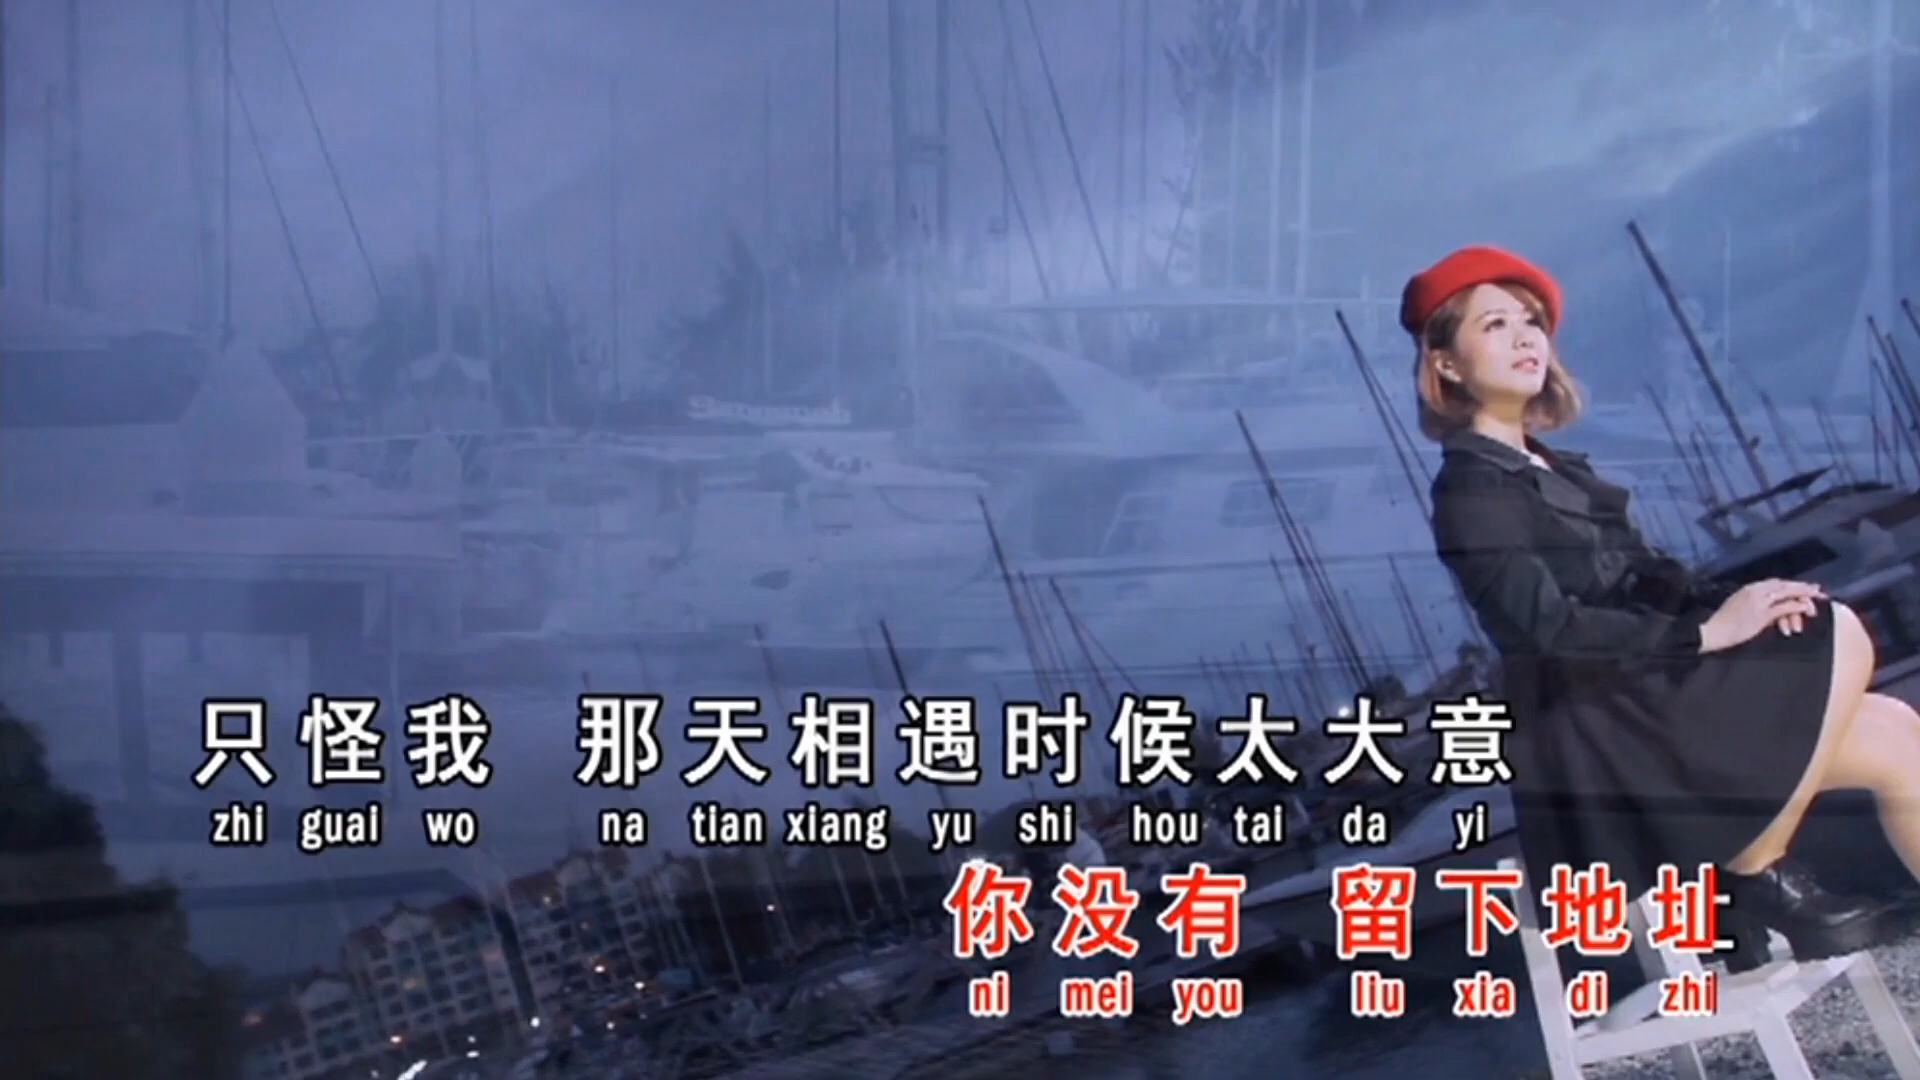 只怪我 那天相遇时候太大意
zhi guai wo na tian xiang yu shi hou tai da yi
你没有 留下地址
ni mei you liu xia di zhi